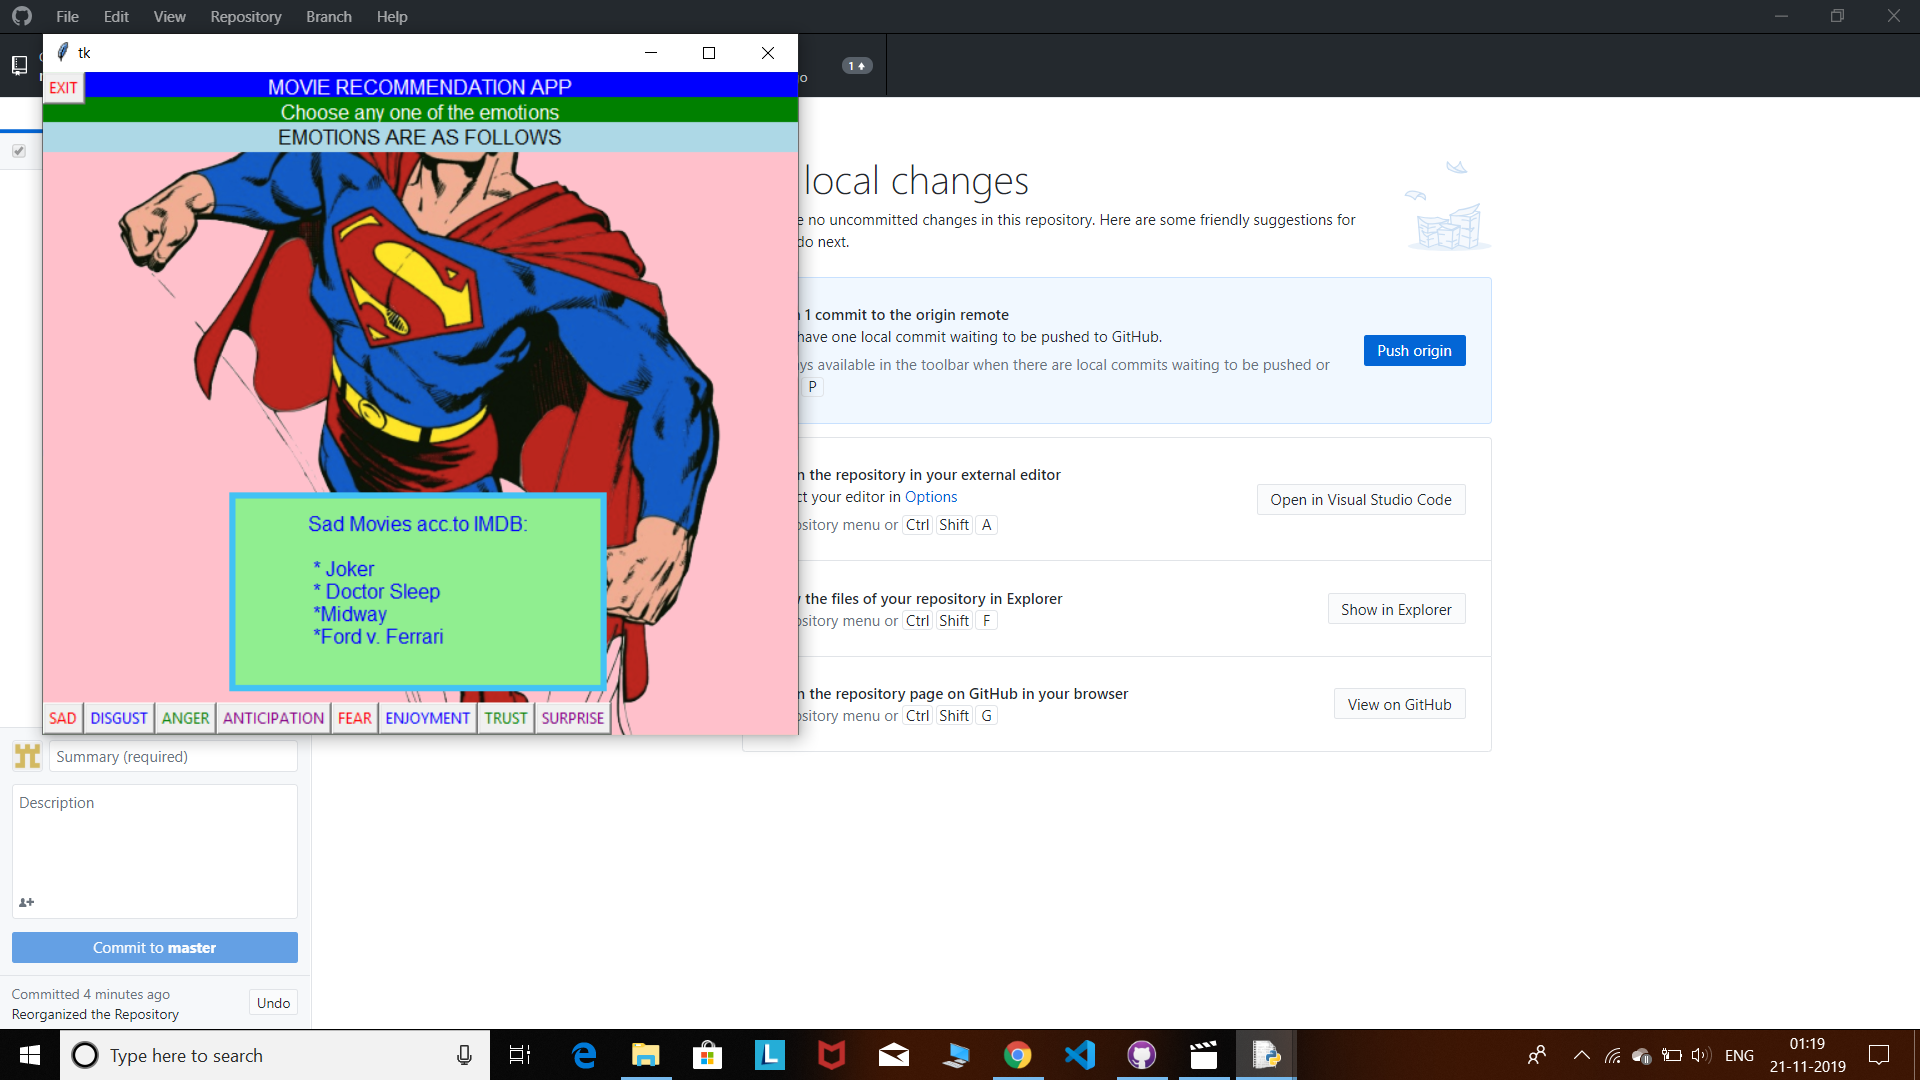 File Edit View Repository Branch Help
tk
1
EXIT
MOVIE RECOMMENDATION APP
Choose any one of the emotions
EMOTIONS ARE AS FOLLOWS
Sad Movies acc.to IMDB:
* Joker
* Doctor Sleep
*Midway
*Ford v. Ferrari
SAD DISGUST ANGER ANTICIPATION FEAR ENJOYMENT TRUST SURPRISE
local changes
no uncommitted changes in this repository. Here are some friendly suggestions for
do next.
1 commit to the origin remote
have one local commit waiting to be pushed to GitHub.
available in the toolbar when there are local commits waiting to be pushed or
P
Push origin
the repository in your external editor
your editor in Options
menu or Ctrl Shift A
Open in Visual Studio Code
the files of your repository in Explorer
menu or Ctrl Shift F
Show in Explorer
the repository page on GitHub in your browser
menu or Ctrl Shift G
View on GitHub
Summary (required)
Description
Commit to master
Committed 4 minutes ago
Reorganized the Repository
Undo
Type here to search
ENG
01:19
21-11-2019